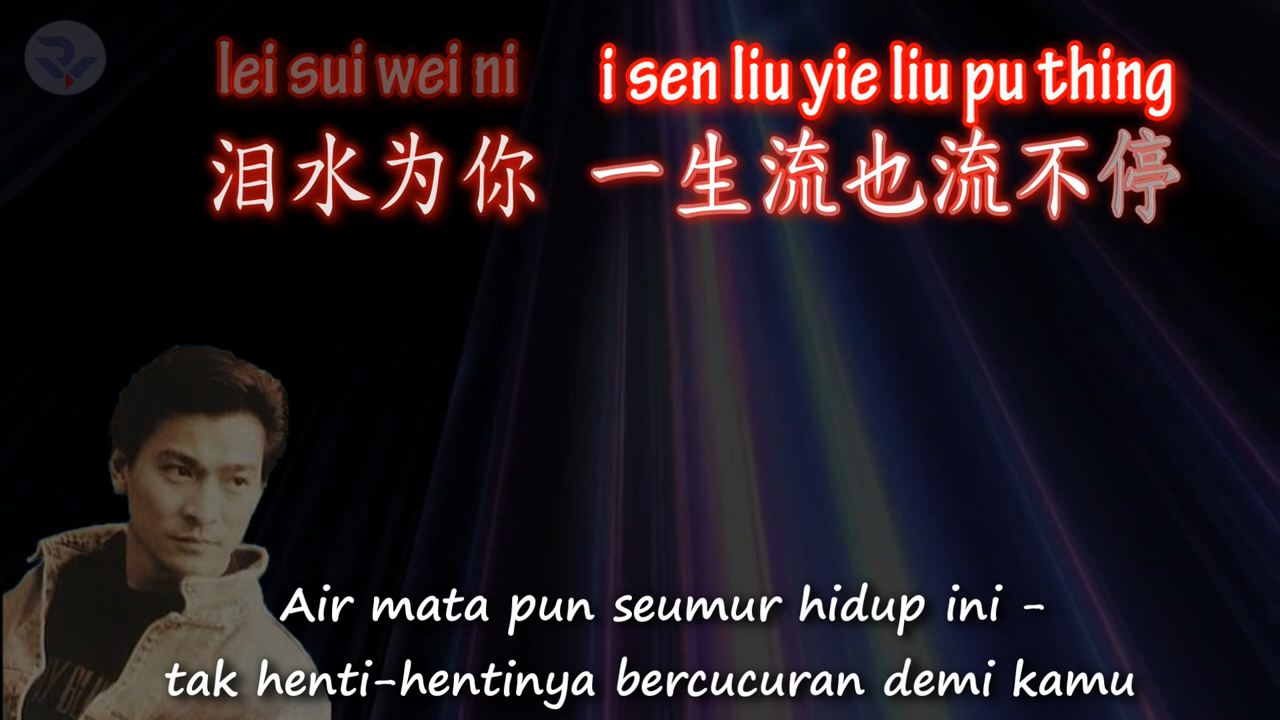 lei sui wei ni i sen liu yie liu pu thing
泪水为你 一生流也流不停
Air mata pun seumur hidup ini -
tak henti-hentinya bercucuran demi kamu